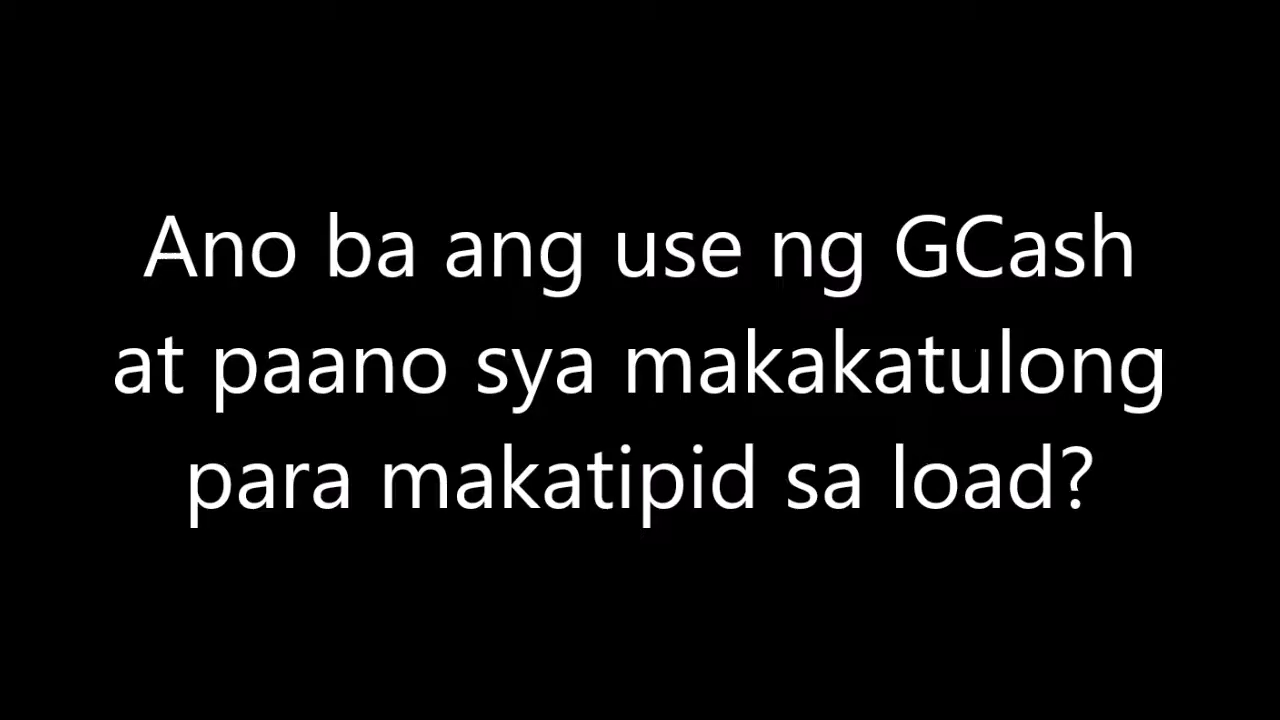 Ano ba ang use ng GCash
at paano sya makakatulong
para makatipid sa load?